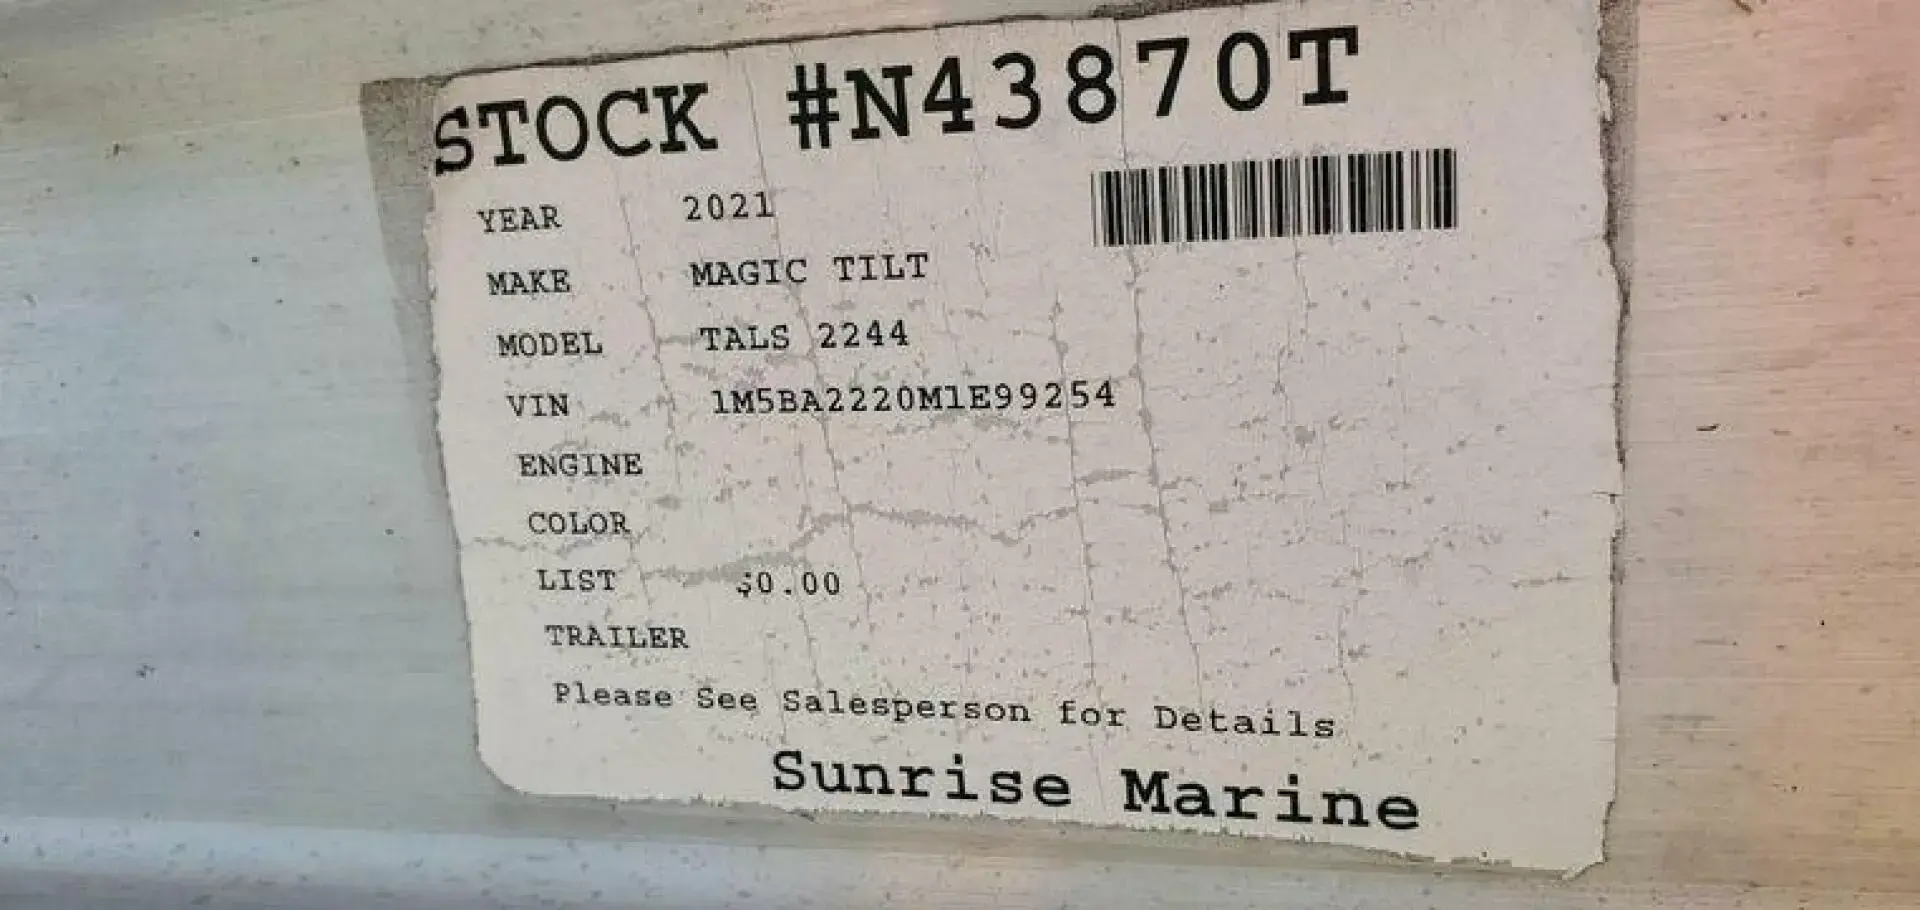 STOCK #N43870T
YEAR 2021
MAKE MAGIC TILT
MODEL TALS 2244
VIN 1M5BA2220M1E99254
ENGINE
COLOR
LIST $0.00
TRAILER
Please See Salesperson for Details
Sunrise Marine